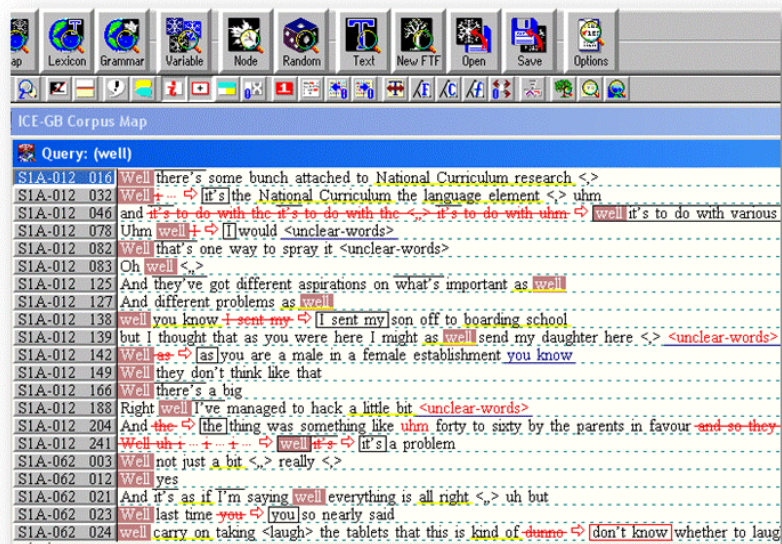 ap Lexicon Grammar Variable Node Random Text New FTF Open Save Options
ICE-GB Corpus Map
Query: (well)
S1A-012 016 Well there's some bunch attached to National Curriculum research <,>
S1A-012 032 Well i ... ⇨ it's the National Curriculum the language element <,> uhm
S1A-012 046 and it's to do with the it's to do with the <,,> it's to do with uhm ⇨ well it's to do with various
S1A-012 078 Uhm well I ⇨ I would <unclear-words>
S1A-012 082 Well that's one way to spray it <unclear-words>
S1A-012 083 Oh well <,,>
S1A-012 125 And they've got different aspirations on what's important as well
S1A-012 127 And different problems as well
S1A-012 138 well you know I sent my ⇨ I sent my son off to boarding school
S1A-012 139 but I thought that as you were here I might as well send my daughter here <,> <unclear-words>
S1A-012 142 Well as ⇨ as you are a male in a female establishment you know
S1A-012 149 Well they don't think like that
S1A-012 166 Well there's a big
S1A-012 188 Right well I've managed to hack a little bit <unclear-words>
S1A-012 204 And the ⇨ the thing was something like uhm forty to sixty by the parents in favour and so they
S1A-012 241 Well uh i ... i ... i ... ⇨ well it's ⇨ it's a problem
S1A-062 003 Well not just a bit <,,> really <,>
S1A-062 012 Well yes
S1A-062 021 And it's as if I'm saying well everything is all right <,,> uh but
S1A-062 023 Well last time you ⇨ you so nearly said
S1A-062 024 well carry on taking <laugh> the tablets that this is kind of dunno ⇨ don't know whether to laug